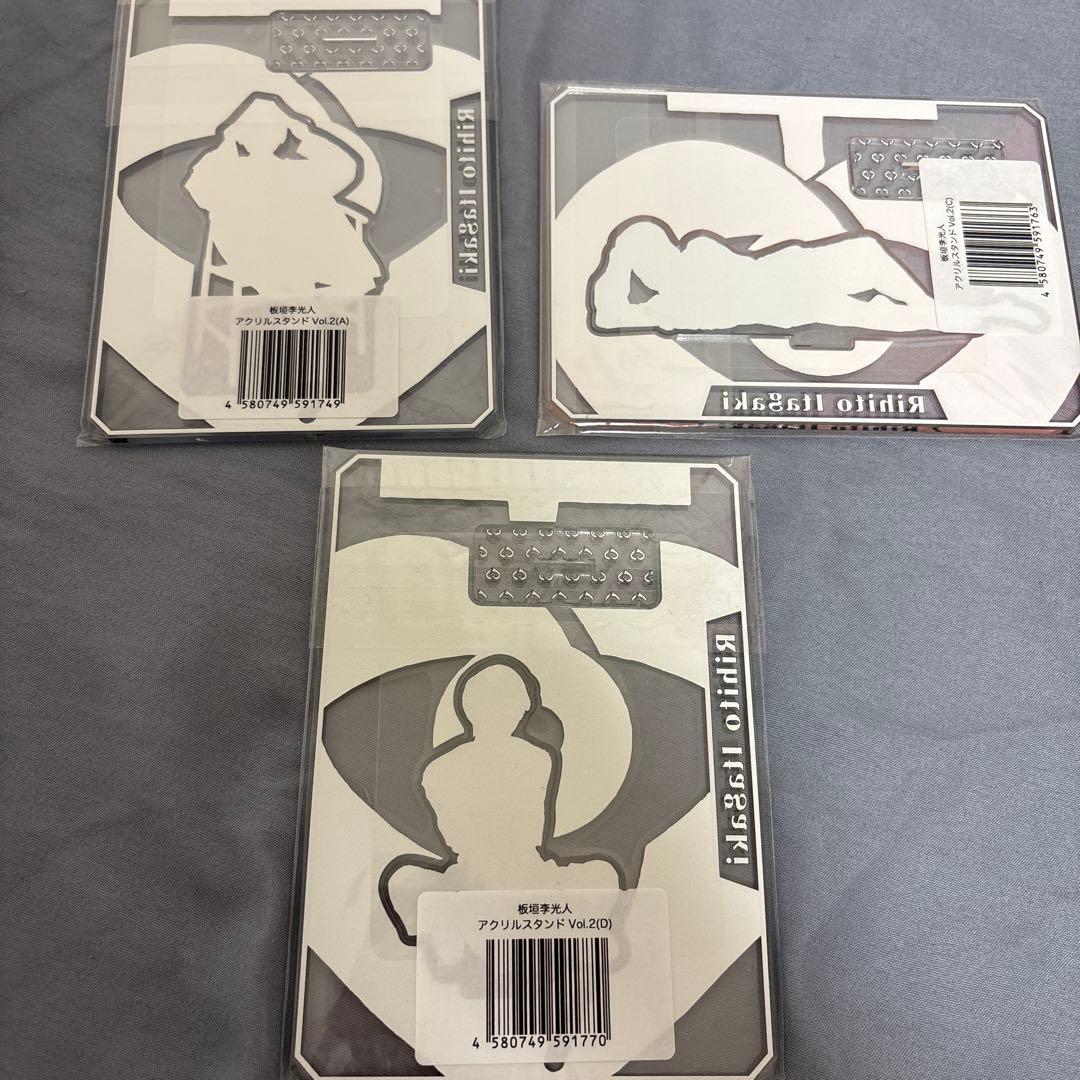 Rihito Itagaki
板垣李光人
アクリルスタンド Vol.2(A)
4 580749 591749
板垣李光人
アクリルスタンド Vol.2(C)
4 580749 591763
Rihito Itagaki
Rihito Itagaki
板垣李光人
アクリルスタンド Vol.2(D)
4 580749 591770